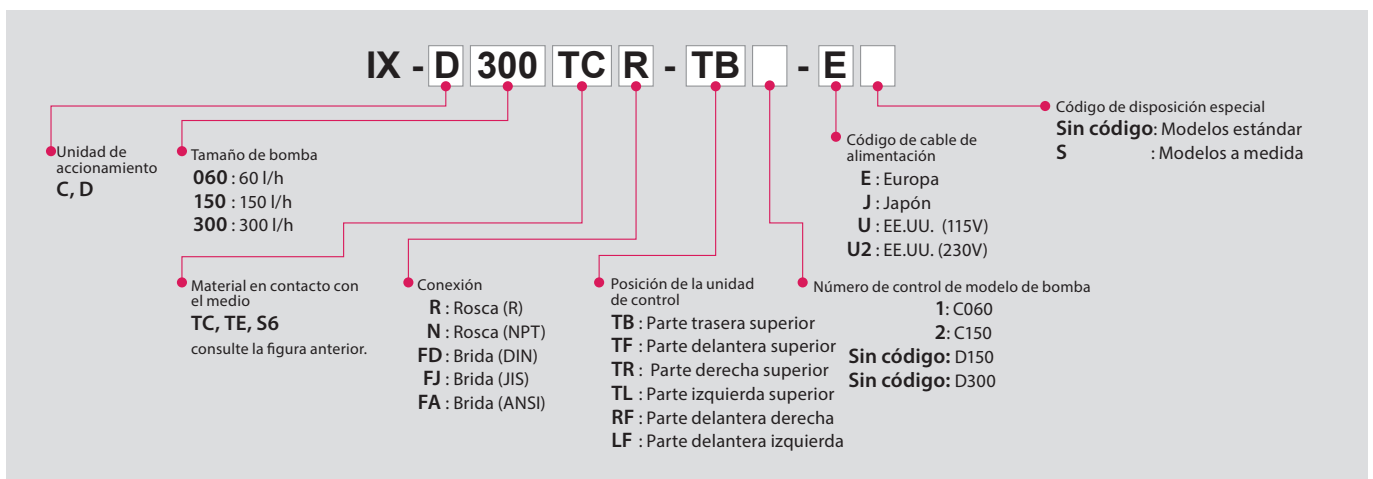 IX - D 300 TC R - TB - E
Unidad de
accionamiento
C, D
Tamaño de bomba
060 : 60 l/h
150 : 150 l/h
300 : 300 l/h
Material en contacto con
el medio
TC, TE, S6
consulte la figura anterior.
Conexión
R : Rosca (R)
N : Rosca (NPT)
FD : Brida (DIN)
FJ : Brida (JIS)
FA : Brida (ANSI)
Posición de la unidad
de control
TB : Parte trasera superior
TF : Parte delantera superior
TR : Parte derecha superior
TL : Parte izquierda superior
RF : Parte delantera derecha
LF : Parte delantera izquierda
Número de control de modelo de bomba
1: C060
2: C150
Sin código: D150
Sin código: D300
Código de cable de
alimentación
E : Europa
J : Japón
U : EE.UU. (115V)
U2 : EE.UU. (230V)
Código de disposición especial
Sin código: Modelos estándar
S : Modelos a medida